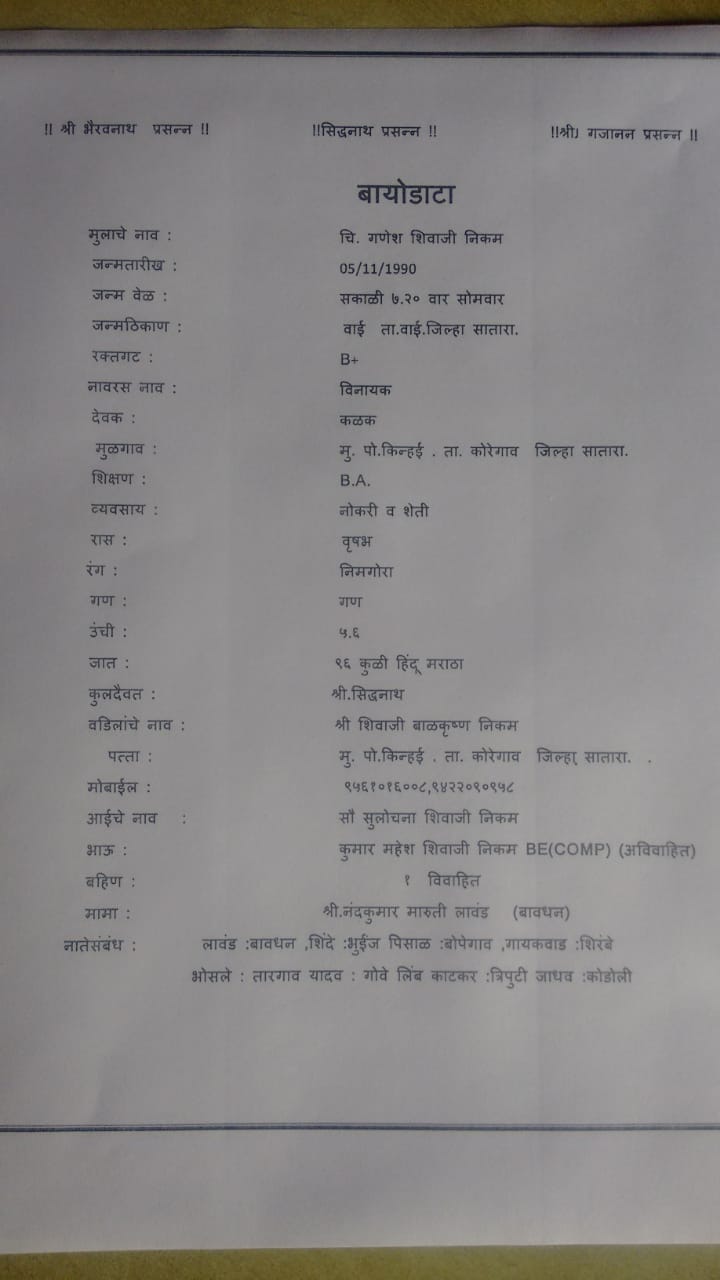 !! श्री भैरवनाथ प्रसन्न !! !!सिद्धनाथ प्रसन्न !! !!श्री) गजानन प्रसन्न !!
बायोडाटा
मुलाचे नाव : चि. गणेश शिवाजी निकम
जन्मतारीख : 05/11/1990
जन्म वेळ : सकाळी ७.२० वार सोमवार
जन्मठिकाण : वाई ता.वाई.जिल्हा सातारा.
रक्तगट : B+
नावरस नाव : विनायक
देवक : कळक
मुळगाव : मु. पो.किन्हई . ता. कोरेगाव जिल्हा सातारा.
शिक्षण : B.A.
व्यवसाय : नोकरी व शेती
रास : वृषभ
रंग : निमगोरा
गण : गण
उंची : ५.६
जात : ९६ कुळी हिंदू मराठा
कुलदैवत : श्री.सिद्धनाथ
वडिलांचे नाव : श्री शिवाजी बाळकृष्ण निकम
पत्ता : मु. पो.किन्हई . ता. कोरेगाव जिल्हा सातारा. .
मोबाईल : ९५६१०१६००८,९४२२०९०९५८
आईचे नाव : सौ सुलोचना शिवाजी निकम
भाऊ : कुमार महेश शिवाजी निकम BE(COMP) (अविवाहित)
बहिण : १ विवाहित
मामा : श्री.नंदकुमार मारुती लावंड (बावधन)
नातेसंबंध : लावंड :बावधन ,शिंदे :भुईंज पिसाळ :बोपेगाव ,गायकवाड :शिरंबे
भोसले : तारगाव यादव : गोवे लिंब काटकर :त्रिपुटी जाधव :कोडोली